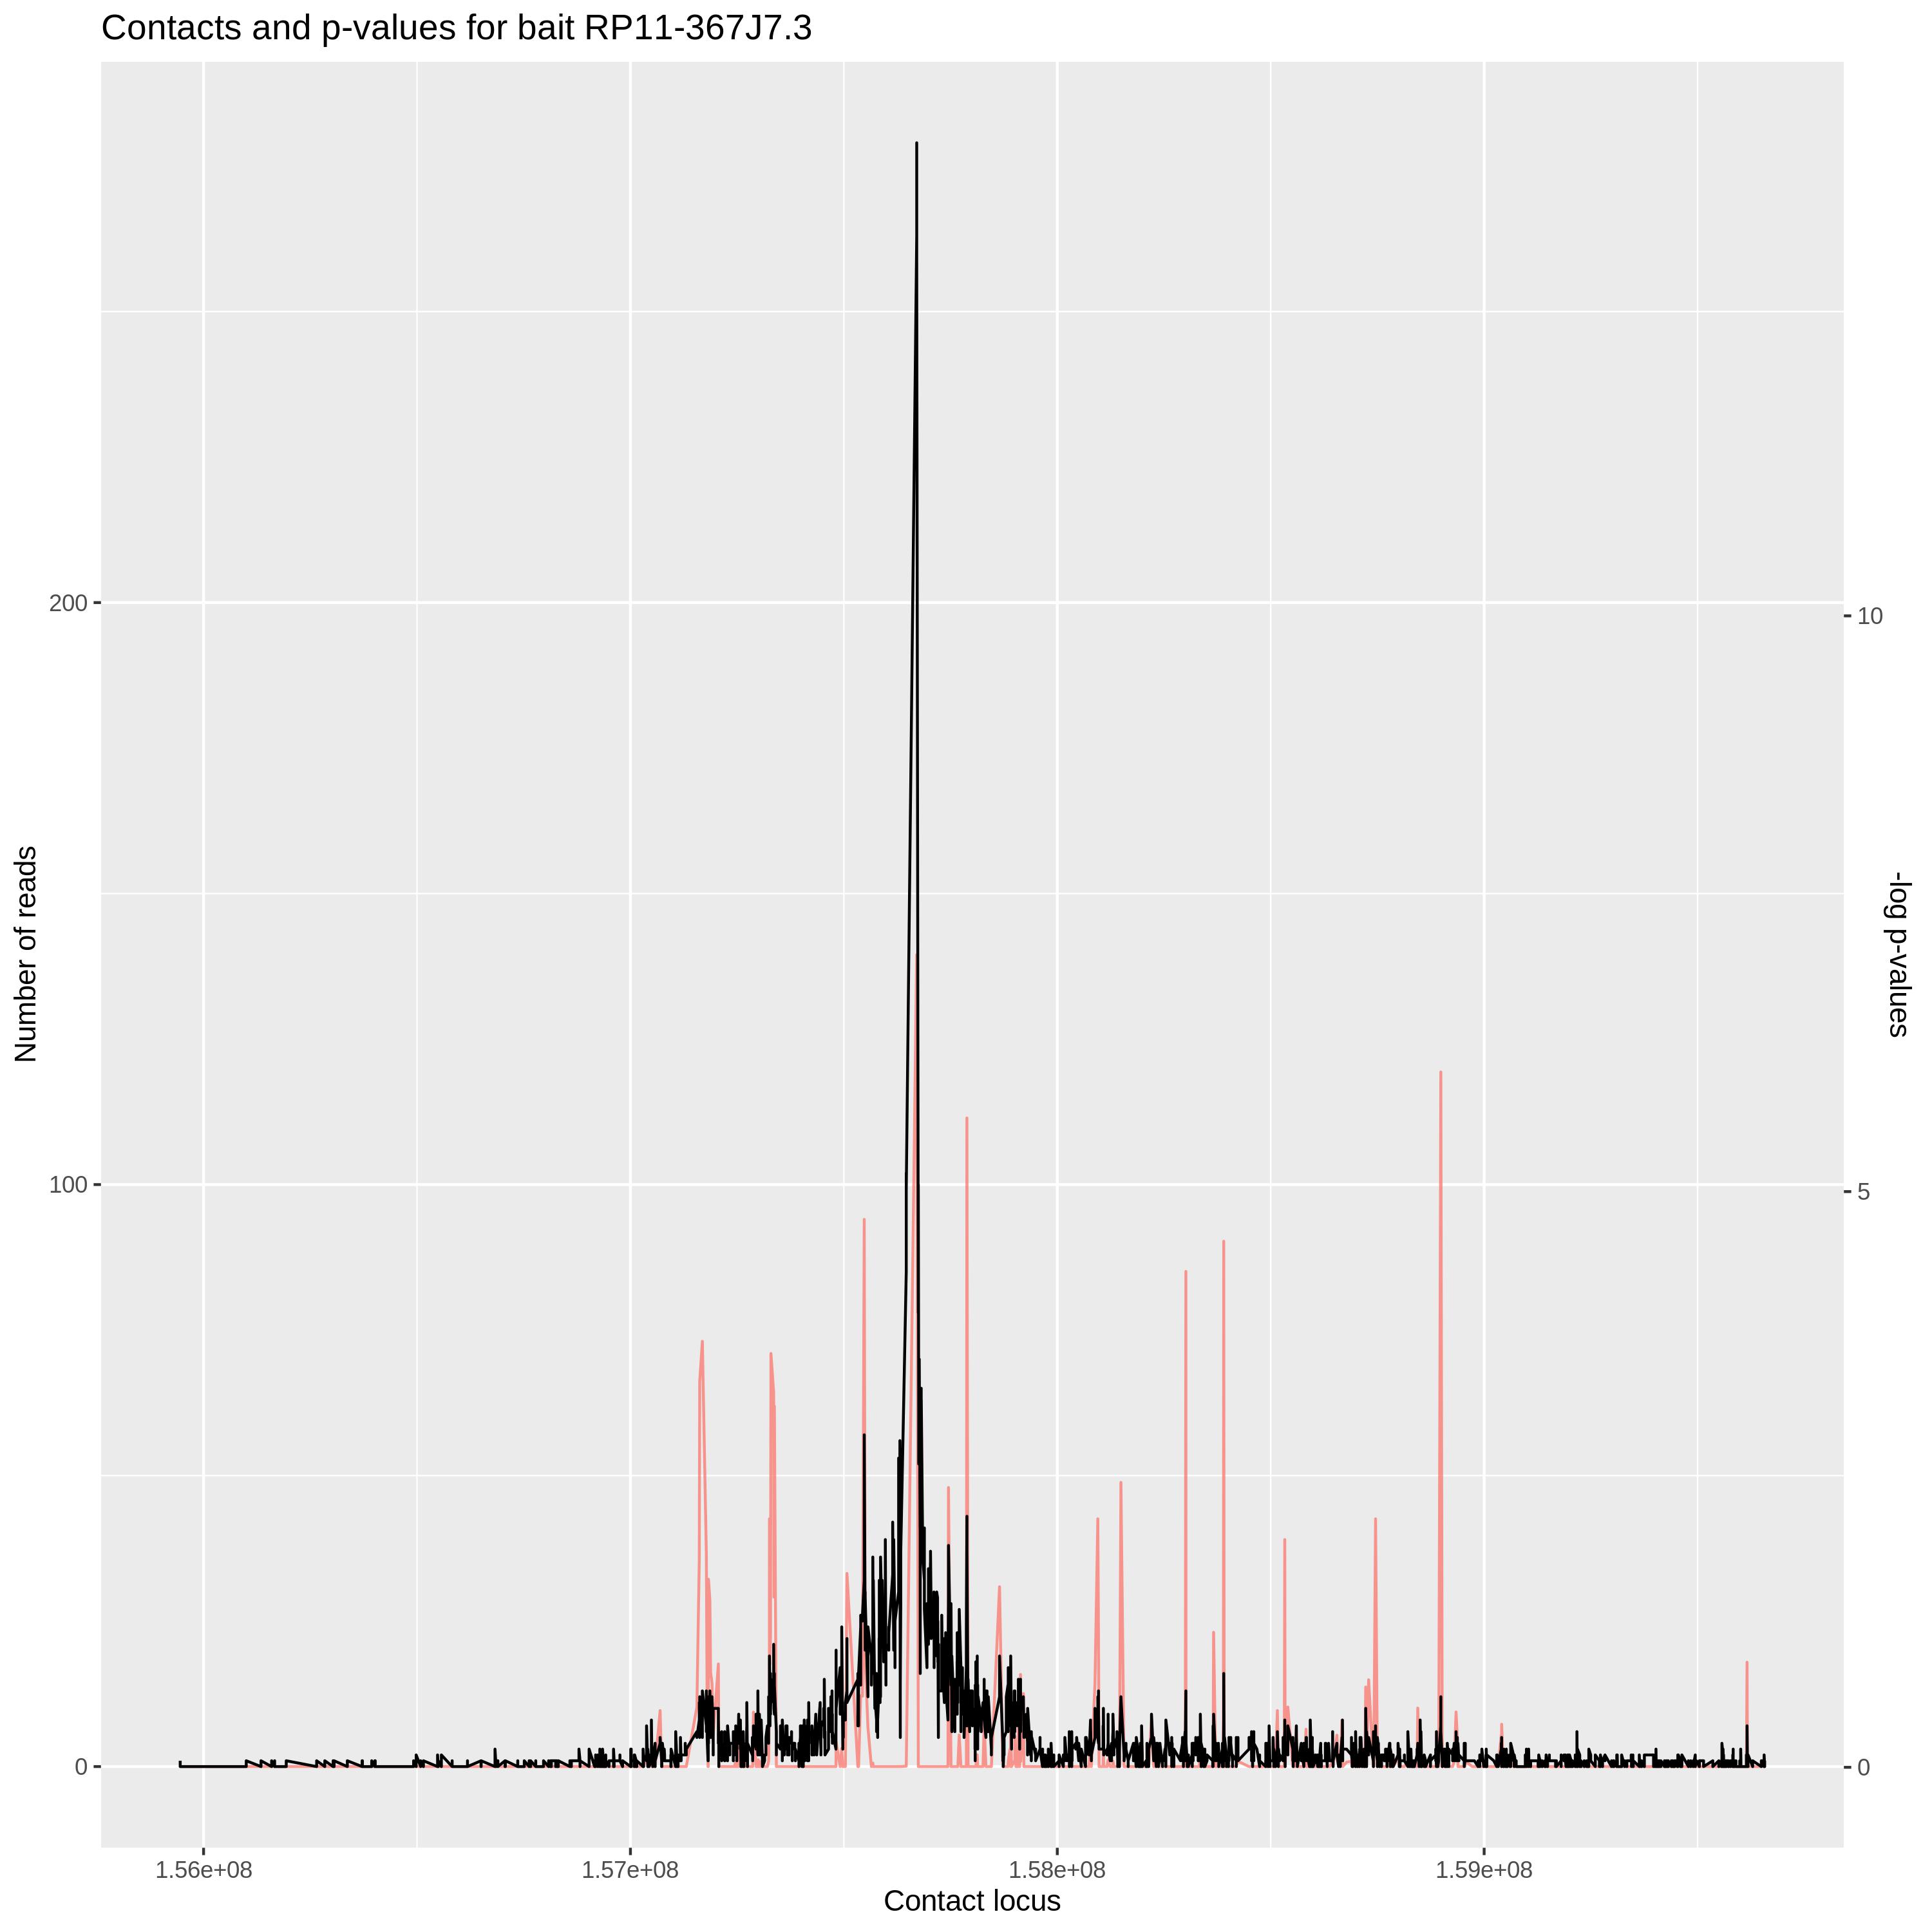 Contacts and p-values for bait RP11-367J7.3
Number of reads
200
100
0
10
5
0
-log p-values
1.56e+08
1.57e+08
1.58e+08
1.59e+08
Contact locus